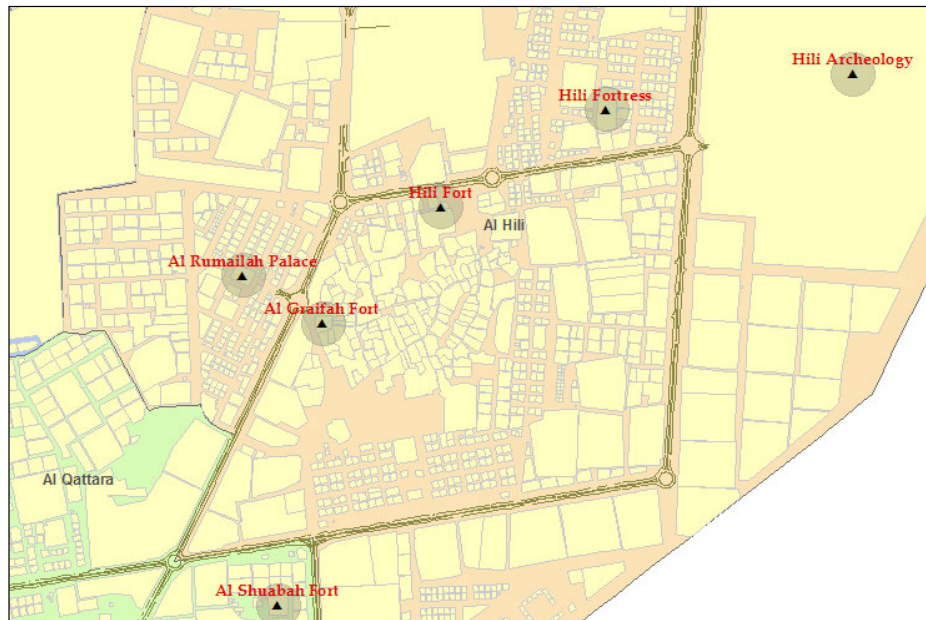 Hili Archeology
Hili Fortress
Hili Fort
Al Hili
Al Rumailah Palace
Al Graifah Fort
Al Qattara
Al Shuabah Fort